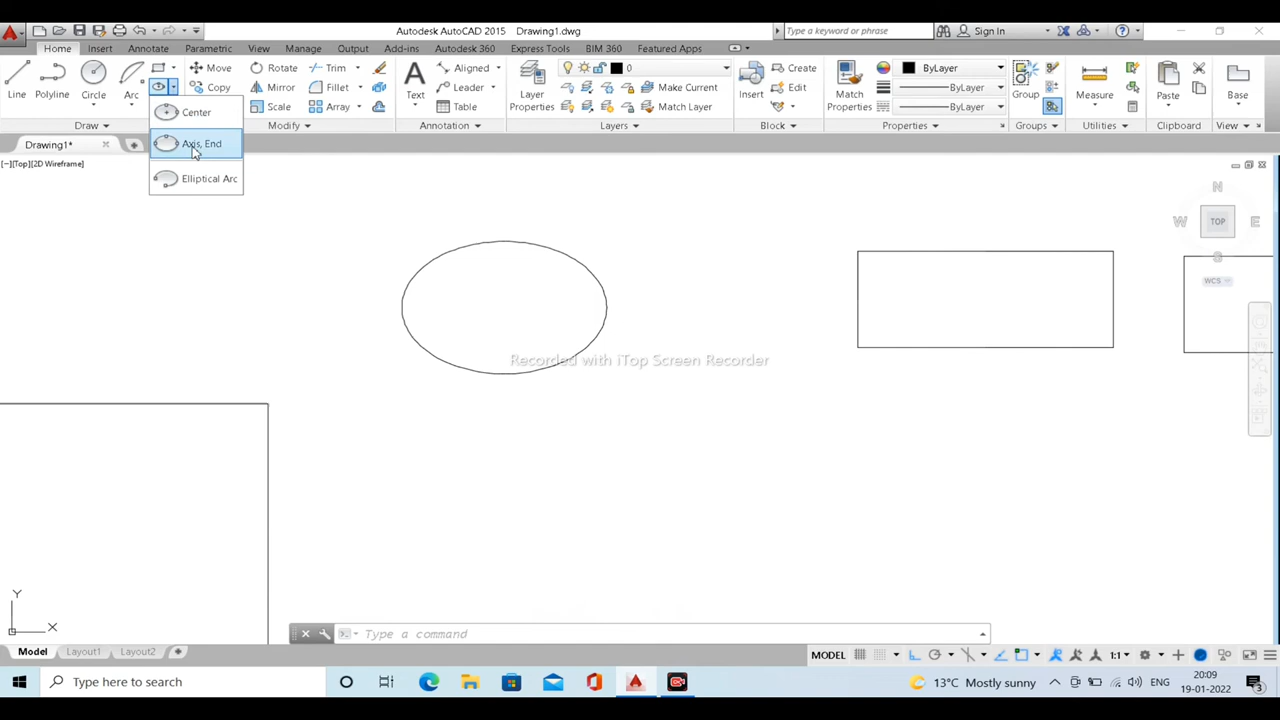 Autodesk AutoCAD 2015 Drawing1.dwg
Type a keyword or phrase
Sign In
Home Insert Annotate Parametric View Manage Output Add-ins Autodesk 360 Express Tools BIM 360 Featured Apps
Line
Polyline
Circle
Arc
Move
Copy
Rotate
Mirror
Scale
Trim
Fillet
Array
Text
Aligned
Leader
Table
Layer
Properties
0
Make Current
Match Layer
Insert
Create
Edit
Match
Properties
ByLayer
ByLayer
ByLayer
Group
Measure
Paste
Base
Draw
Modify
Annotation
Layers
Block
Properties
Groups
Utilities
Clipboard
View
Center
Axis, End
Elliptical Arc
Drawing1*
[−][Top][2D Wireframe]
N
W TOP E
S
WCS
Recorded with iTop Screen Recorder
Y
X
Type a command
Model Layout1 Layout2
MODEL
1:1
Type here to search
13°C Mostly sunny
ENG
20:09
19-01-2022
3